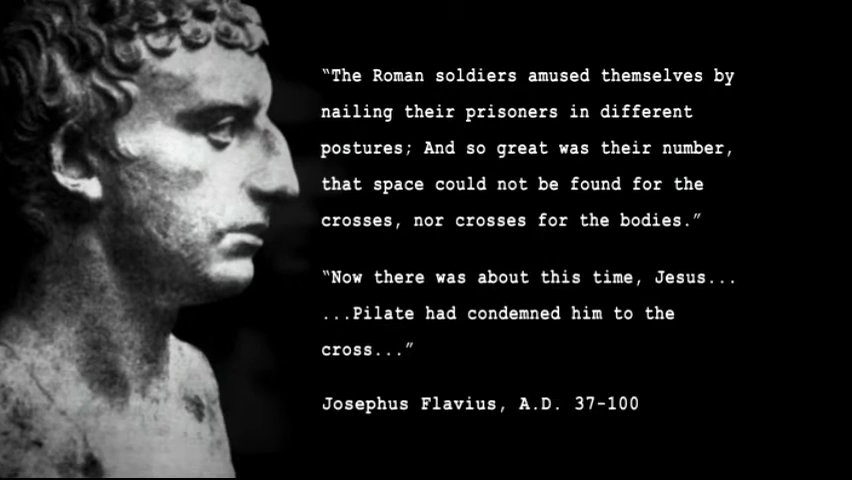 “The Roman soldiers amused themselves by
nailing their prisoners in different
postures; And so great was their number,
that space could not be found for the
crosses, nor crosses for the bodies.”
“Now there was about this time, Jesus...
...Pilate had condemned him to the
cross...”
Josephus Flavius, A.D. 37-100